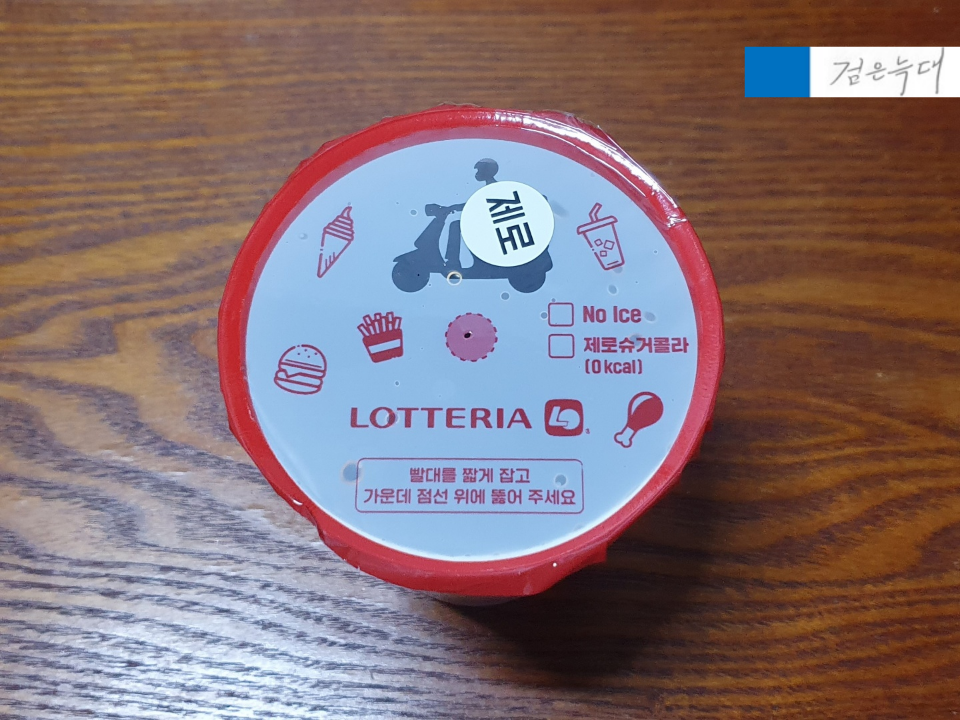 검은늑대
제로
No Ice
제로슈거콜라
(0kcal)
LOTTERIA
빨대를 짧게 잡고
가운데 점선 위에 뚫어 주세요